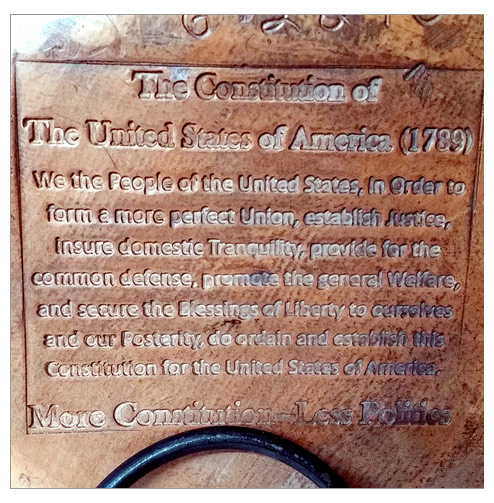 The Constitution of
The United States of America (1789)
We the People of the United States, in Order to
form a more perfect Union, establish Justice,
insure domestic Tranquility, provide for the
common defense, promote the general Welfare,
and secure the Blessings of Liberty to ourselves
and our Posterity, do ordain and establish this
Constitution for the United States of America.
More Constitution—Less Politics